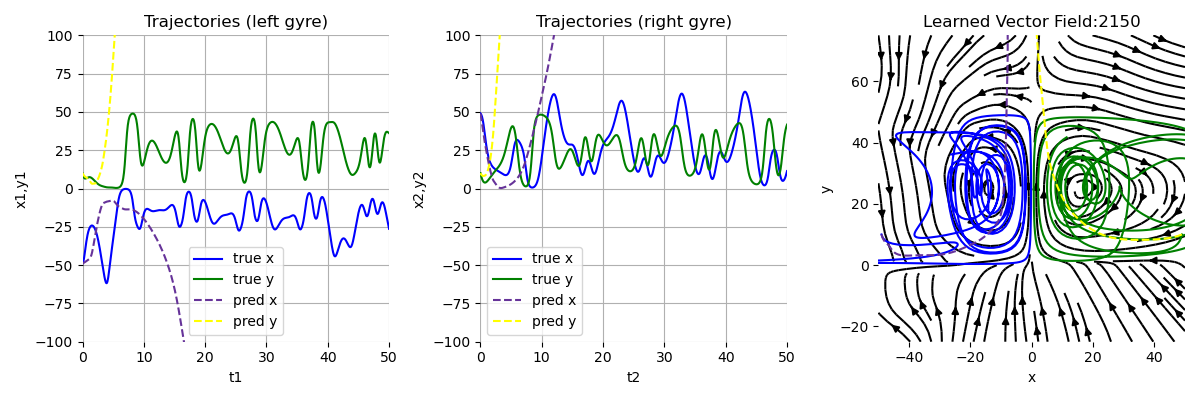 Trajectories (left gyre)
100
75
50
25
0
−25
−50
−75
−100
x1,y1
0
10
20
30
40
50
t1
true x
true y
pred x
pred y
Trajectories (right gyre)
100
75
50
25
0
−25
−50
−75
−100
x2,y2
0
10
20
30
40
50
t2
true x
true y
pred x
pred y
Learned Vector Field:2150
60
40
20
0
−20
y
−40
−20
0
20
40
x